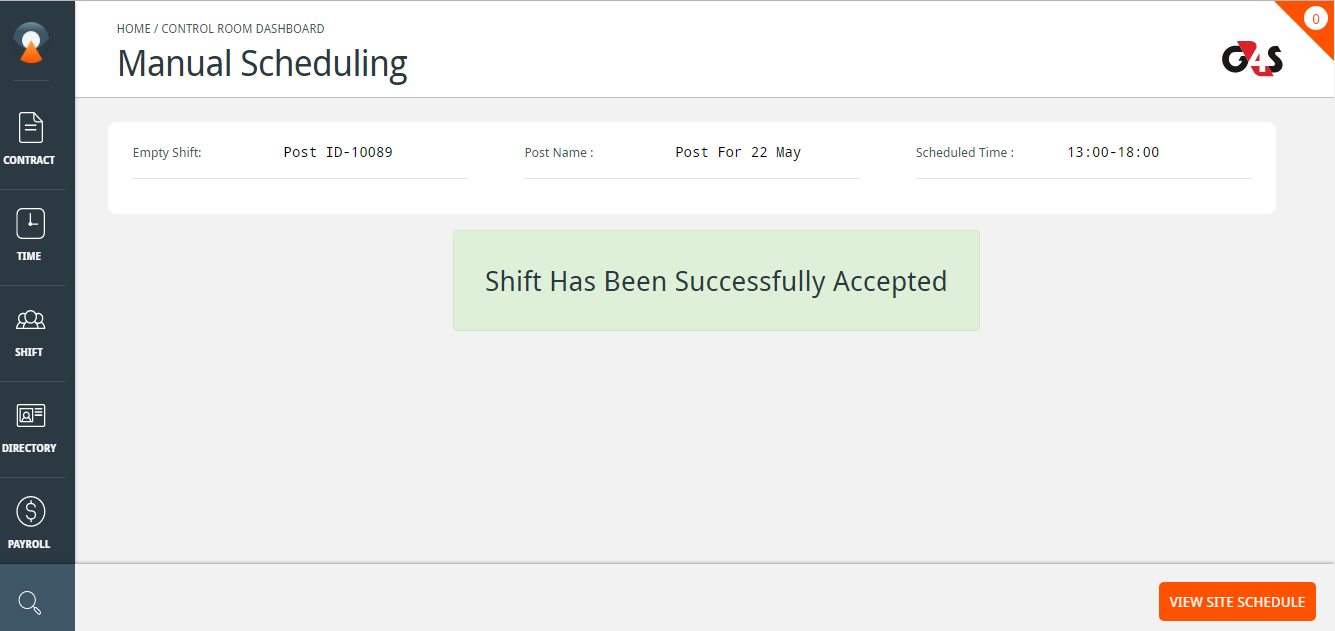 HOME / CONTROL ROOM DASHBOARD
Manual Scheduling
G4S
0
CONTRACT
TIME
SHIFT
DIRECTORY
PAYROLL
Empty Shift: Post ID-10089 Post Name : Post For 22 May Scheduled Time : 13:00-18:00
Shift Has Been Successfully Accepted
VIEW SITE SCHEDULE